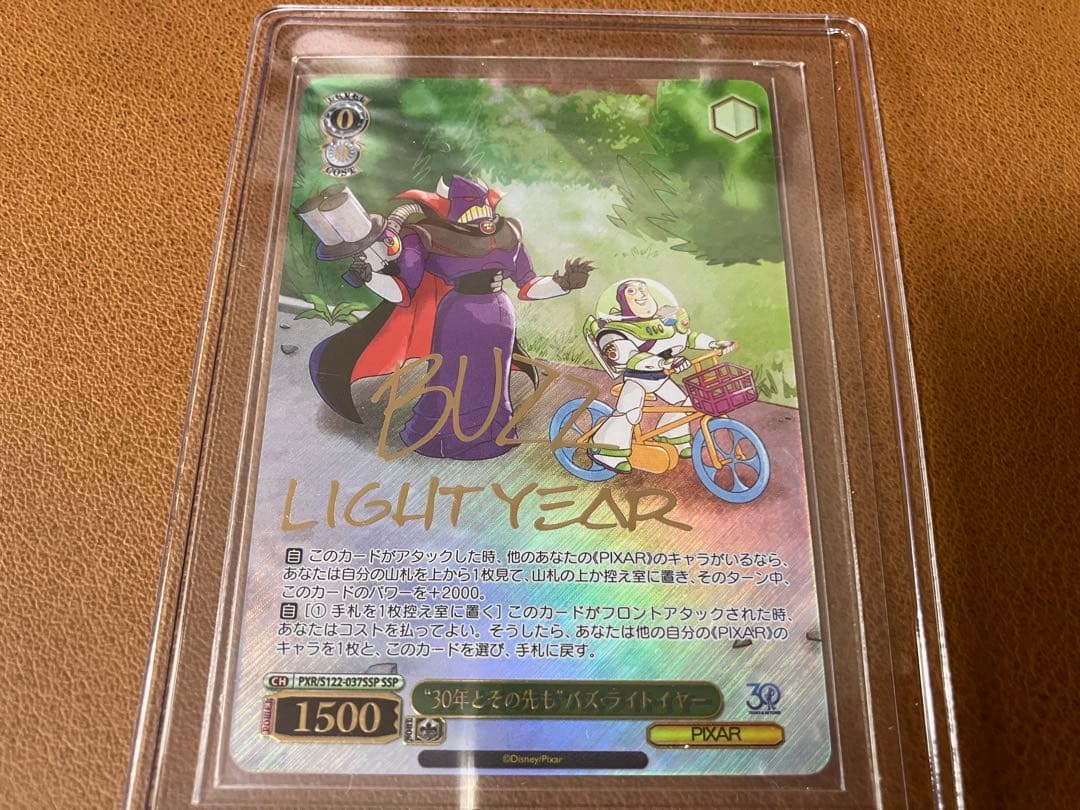 LEVEL
0
COST
BUZZ
LIGHTYEAR
自 このカードがアタックした時、他のあなたの《PIXAR》のキャラがいるなら、
あなたは自分の山札を上から1枚見て、山札の上か控え室に置き、そのターン中、
このカードのパワーを+2000。
自 [① 手札を1枚控え室に置く] このカードがフロントアタックされた時、
あなたはコストを払ってよい。そうしたら、あなたは他の自分の《PIXAR》の
キャラを1枚と、このカードを選び、手札に戻す。
CH PXR/S122-037SSP SSP
POWER 1500 SOUL
“30年とその先も”バズ・ライトイヤー
30
PIXAR
©Disney/Pixar